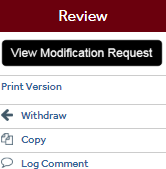 Review
View Modification Request
Print Version
Withdraw
Copy
Log Comment